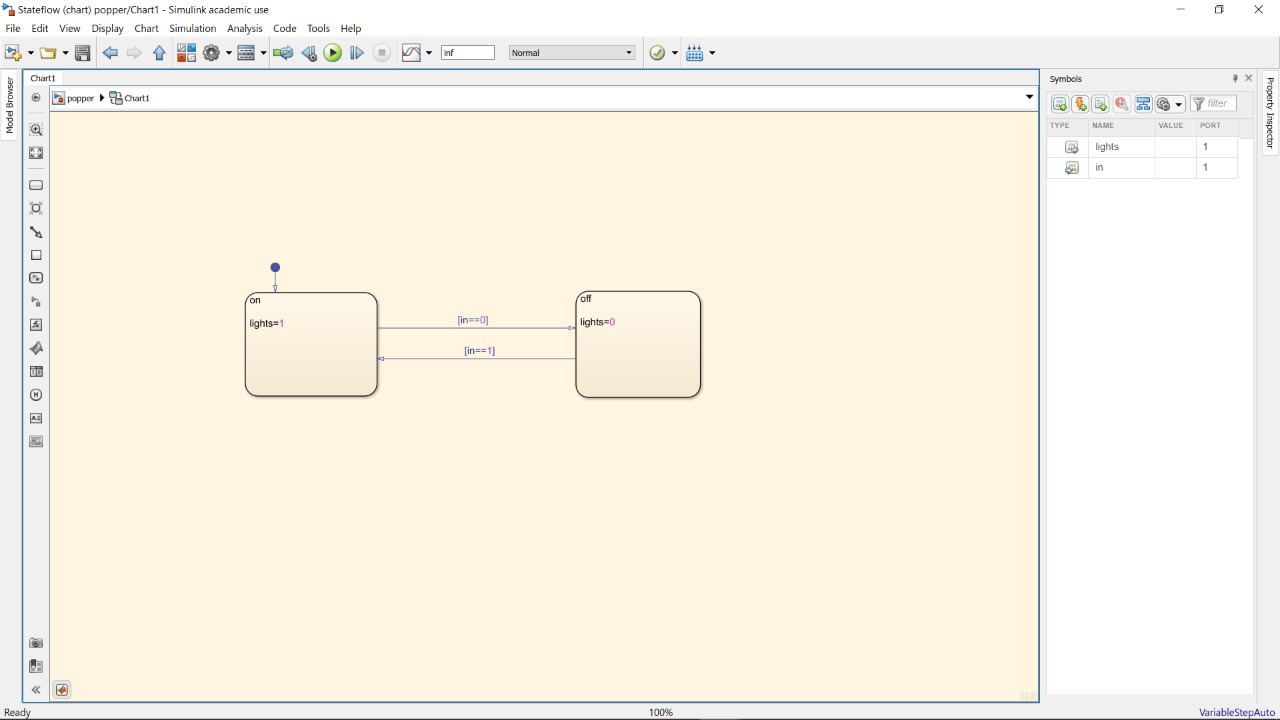 Stateflow (chart) popper/Chart1 - Simulink academic use
File Edit View Display Chart Simulation Analysis Code Tools Help
inf Normal
Model Browser
Chart1
popper Chart1
on
lights=1
[in==0]
[in==1]
off
lights=0
Symbols
filter
TYPE NAME VALUE PORT
lights 1
in 1
Property Inspector
Ready 100% VariableStepAuto